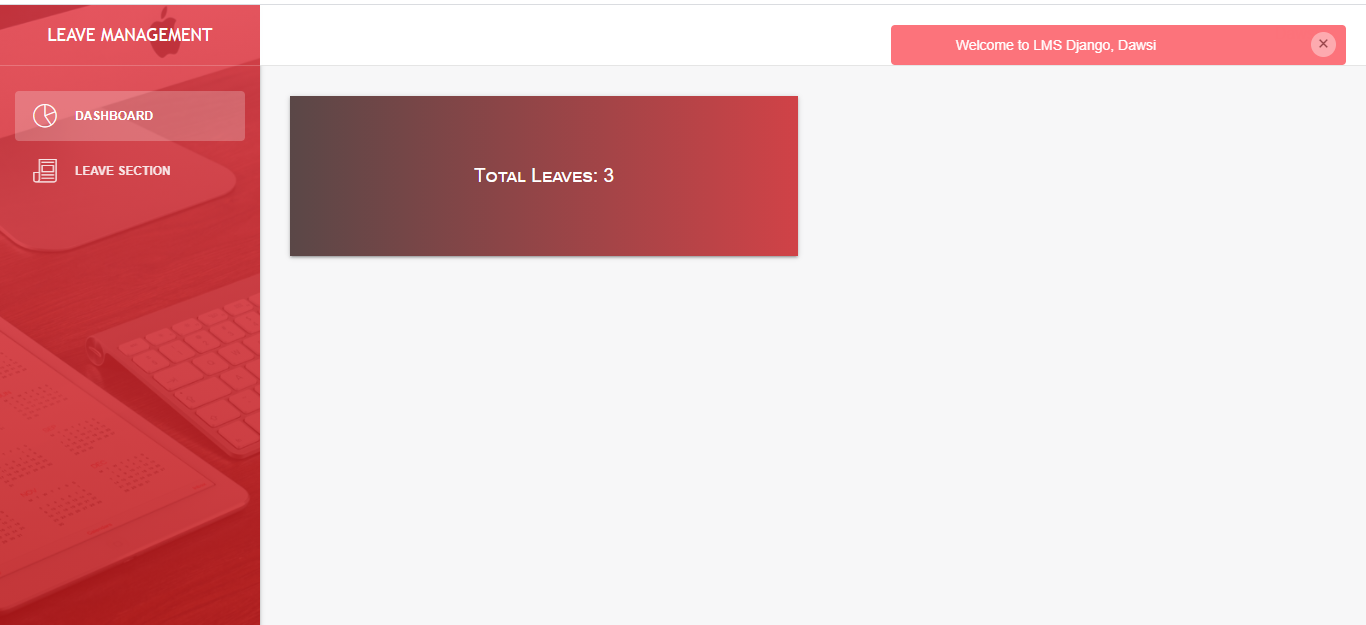 LEAVE MANAGEMENT
Welcome to LMS Django, Dawsi
DASHBOARD
LEAVE SECTION
Total Leaves: 3